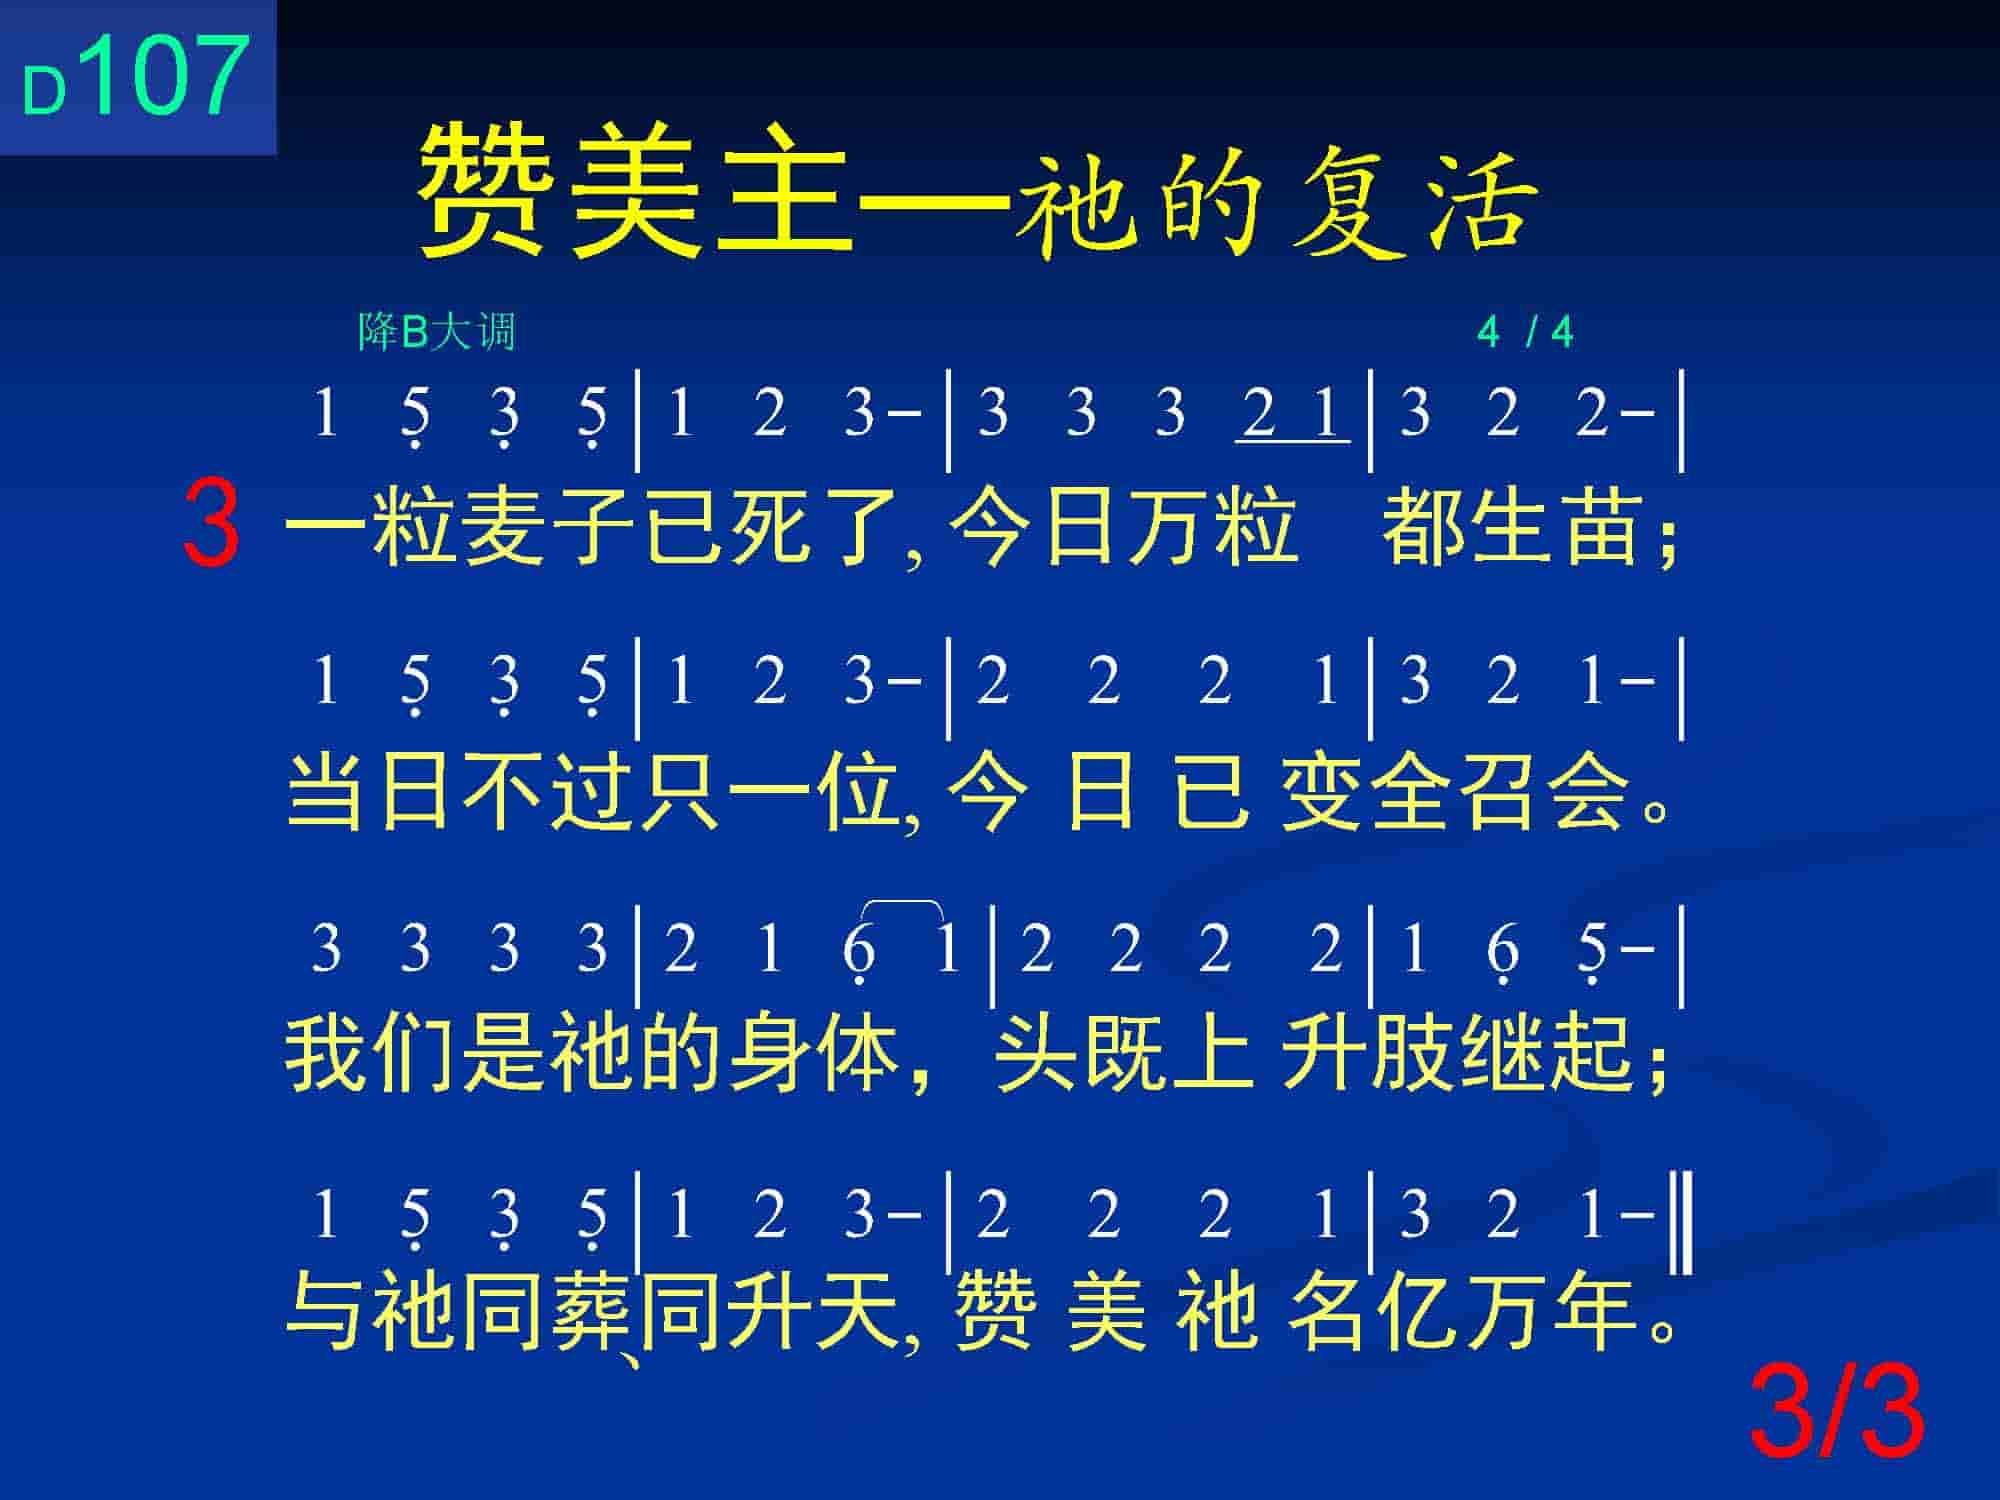 D107
赞美主—祂的复活
降B大调 4 / 4
1 5̣ 3̣ 5̣ | 1 2 3– | 3 3 3 2 1 | 3 2 2– |
3 一粒麦子已死了, 今日万粒 都生苗；
1 5̣ 3̣ 5̣ | 1 2 3– | 2 2 2 1 | 3 2 1– |
当日不过只一位, 今 日 已 变全召会。
3 3 3 3 | 2 1 6̣ 1 | 2 2 2 2 | 1 6̣ 5̣– |
我们是祂的身体，头既上 升肢继起；
1 5̣ 3̣ 5̣ | 1 2 3– | 2 2 2 1 | 3 2 1– ‖
与祂同葬、同升天, 赞 美 祂 名亿万年。
3/3